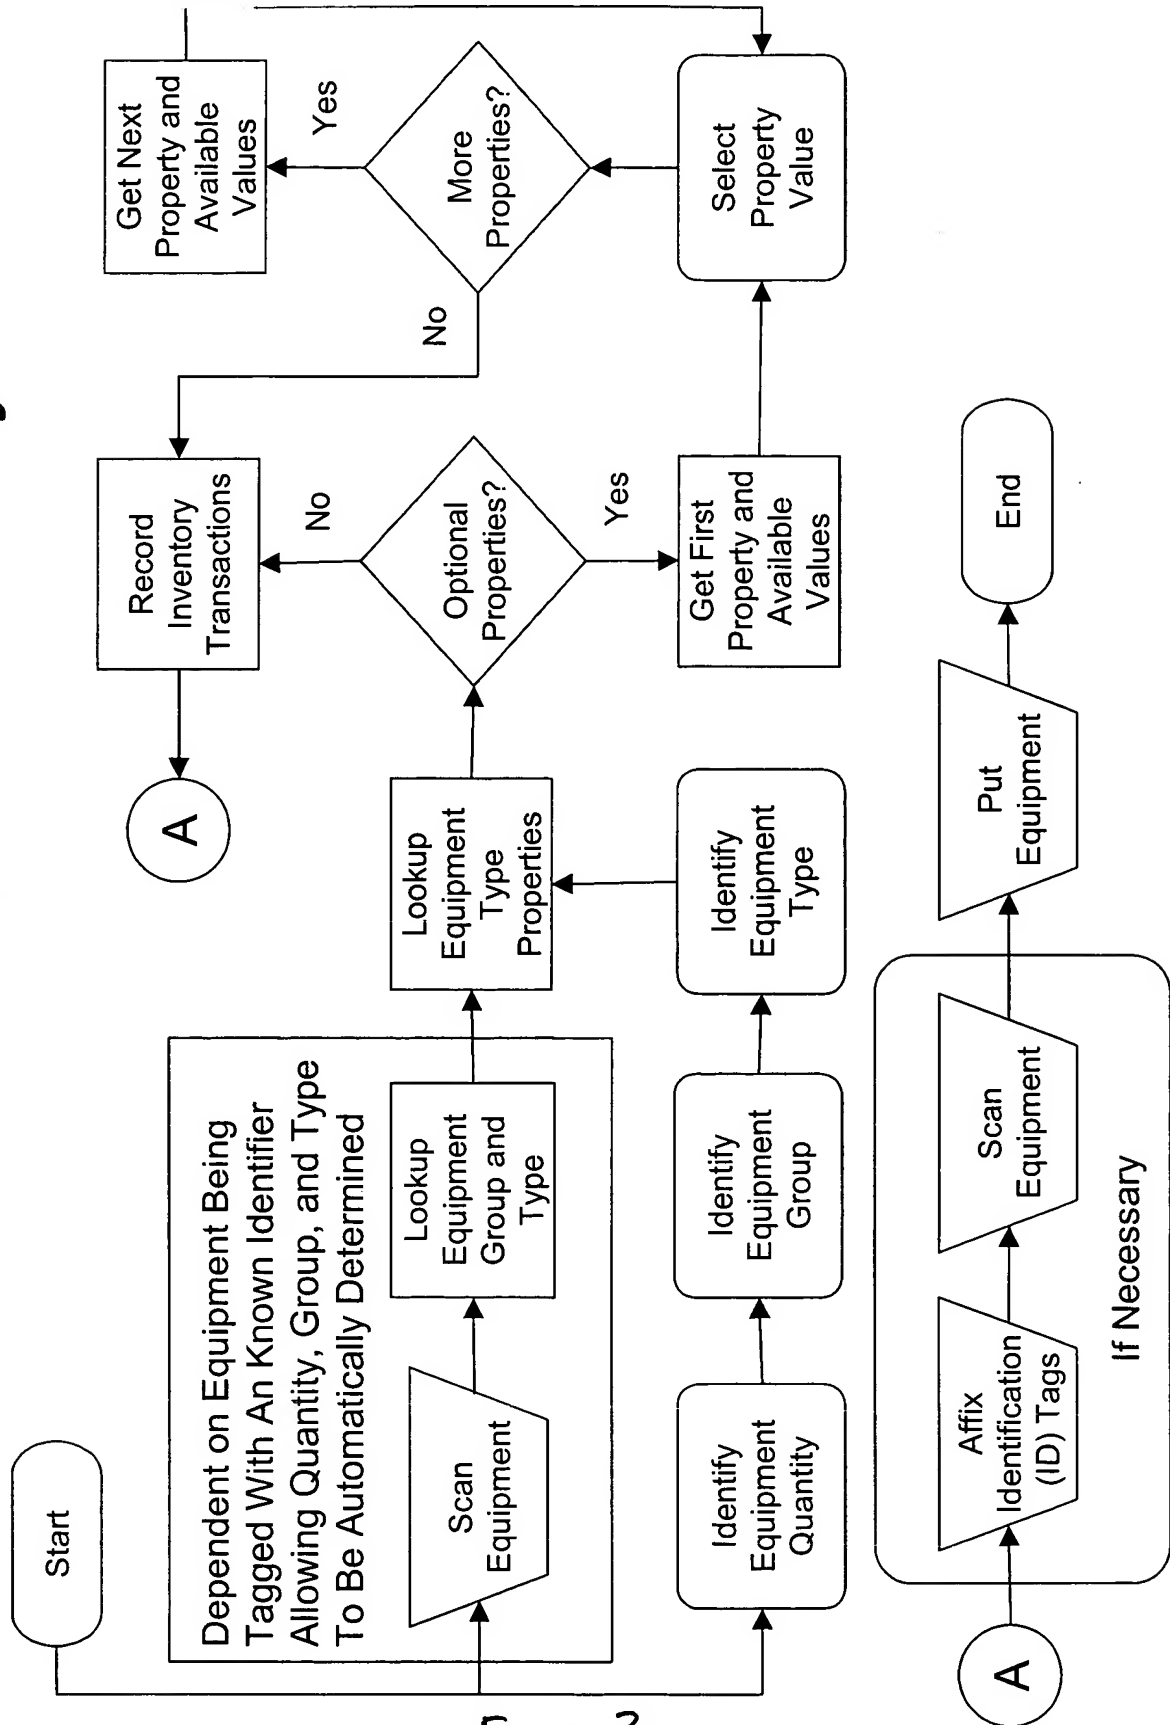 Start
Dependent on Equipment Being
Tagged With An Known Identifier
Allowing Quantity, Group, and Type
To Be Automatically Determined
Scan
Equipment
Lookup
Equipment
Group and
Type
Identify
Equipment
Quantity
Identify
Equipment
Group
Identify
Equipment
Type
Lookup
Equipment
Type
Properties
Optional
Properties?
No
Yes
Record
Inventory
Transactions
A
Get First
Property and
Available
Values
Select
Property
Value
More
Properties?
No
Yes
Get Next
Property and
Available
Values
A
Affix
Identification
(ID) Tags
Scan
Equipment
If Necessary
Put
Equipment
End